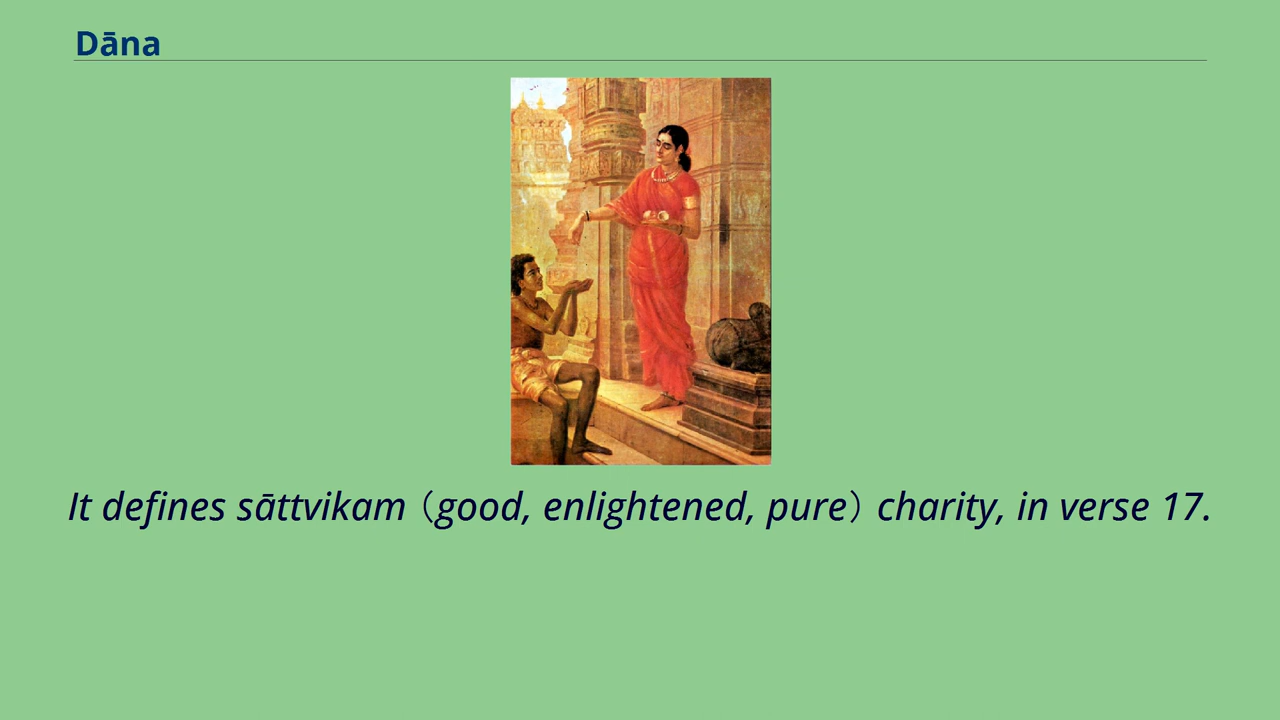 Dāna
It defines sāttvikam（good, enlightened, pure）charity, in verse 17.